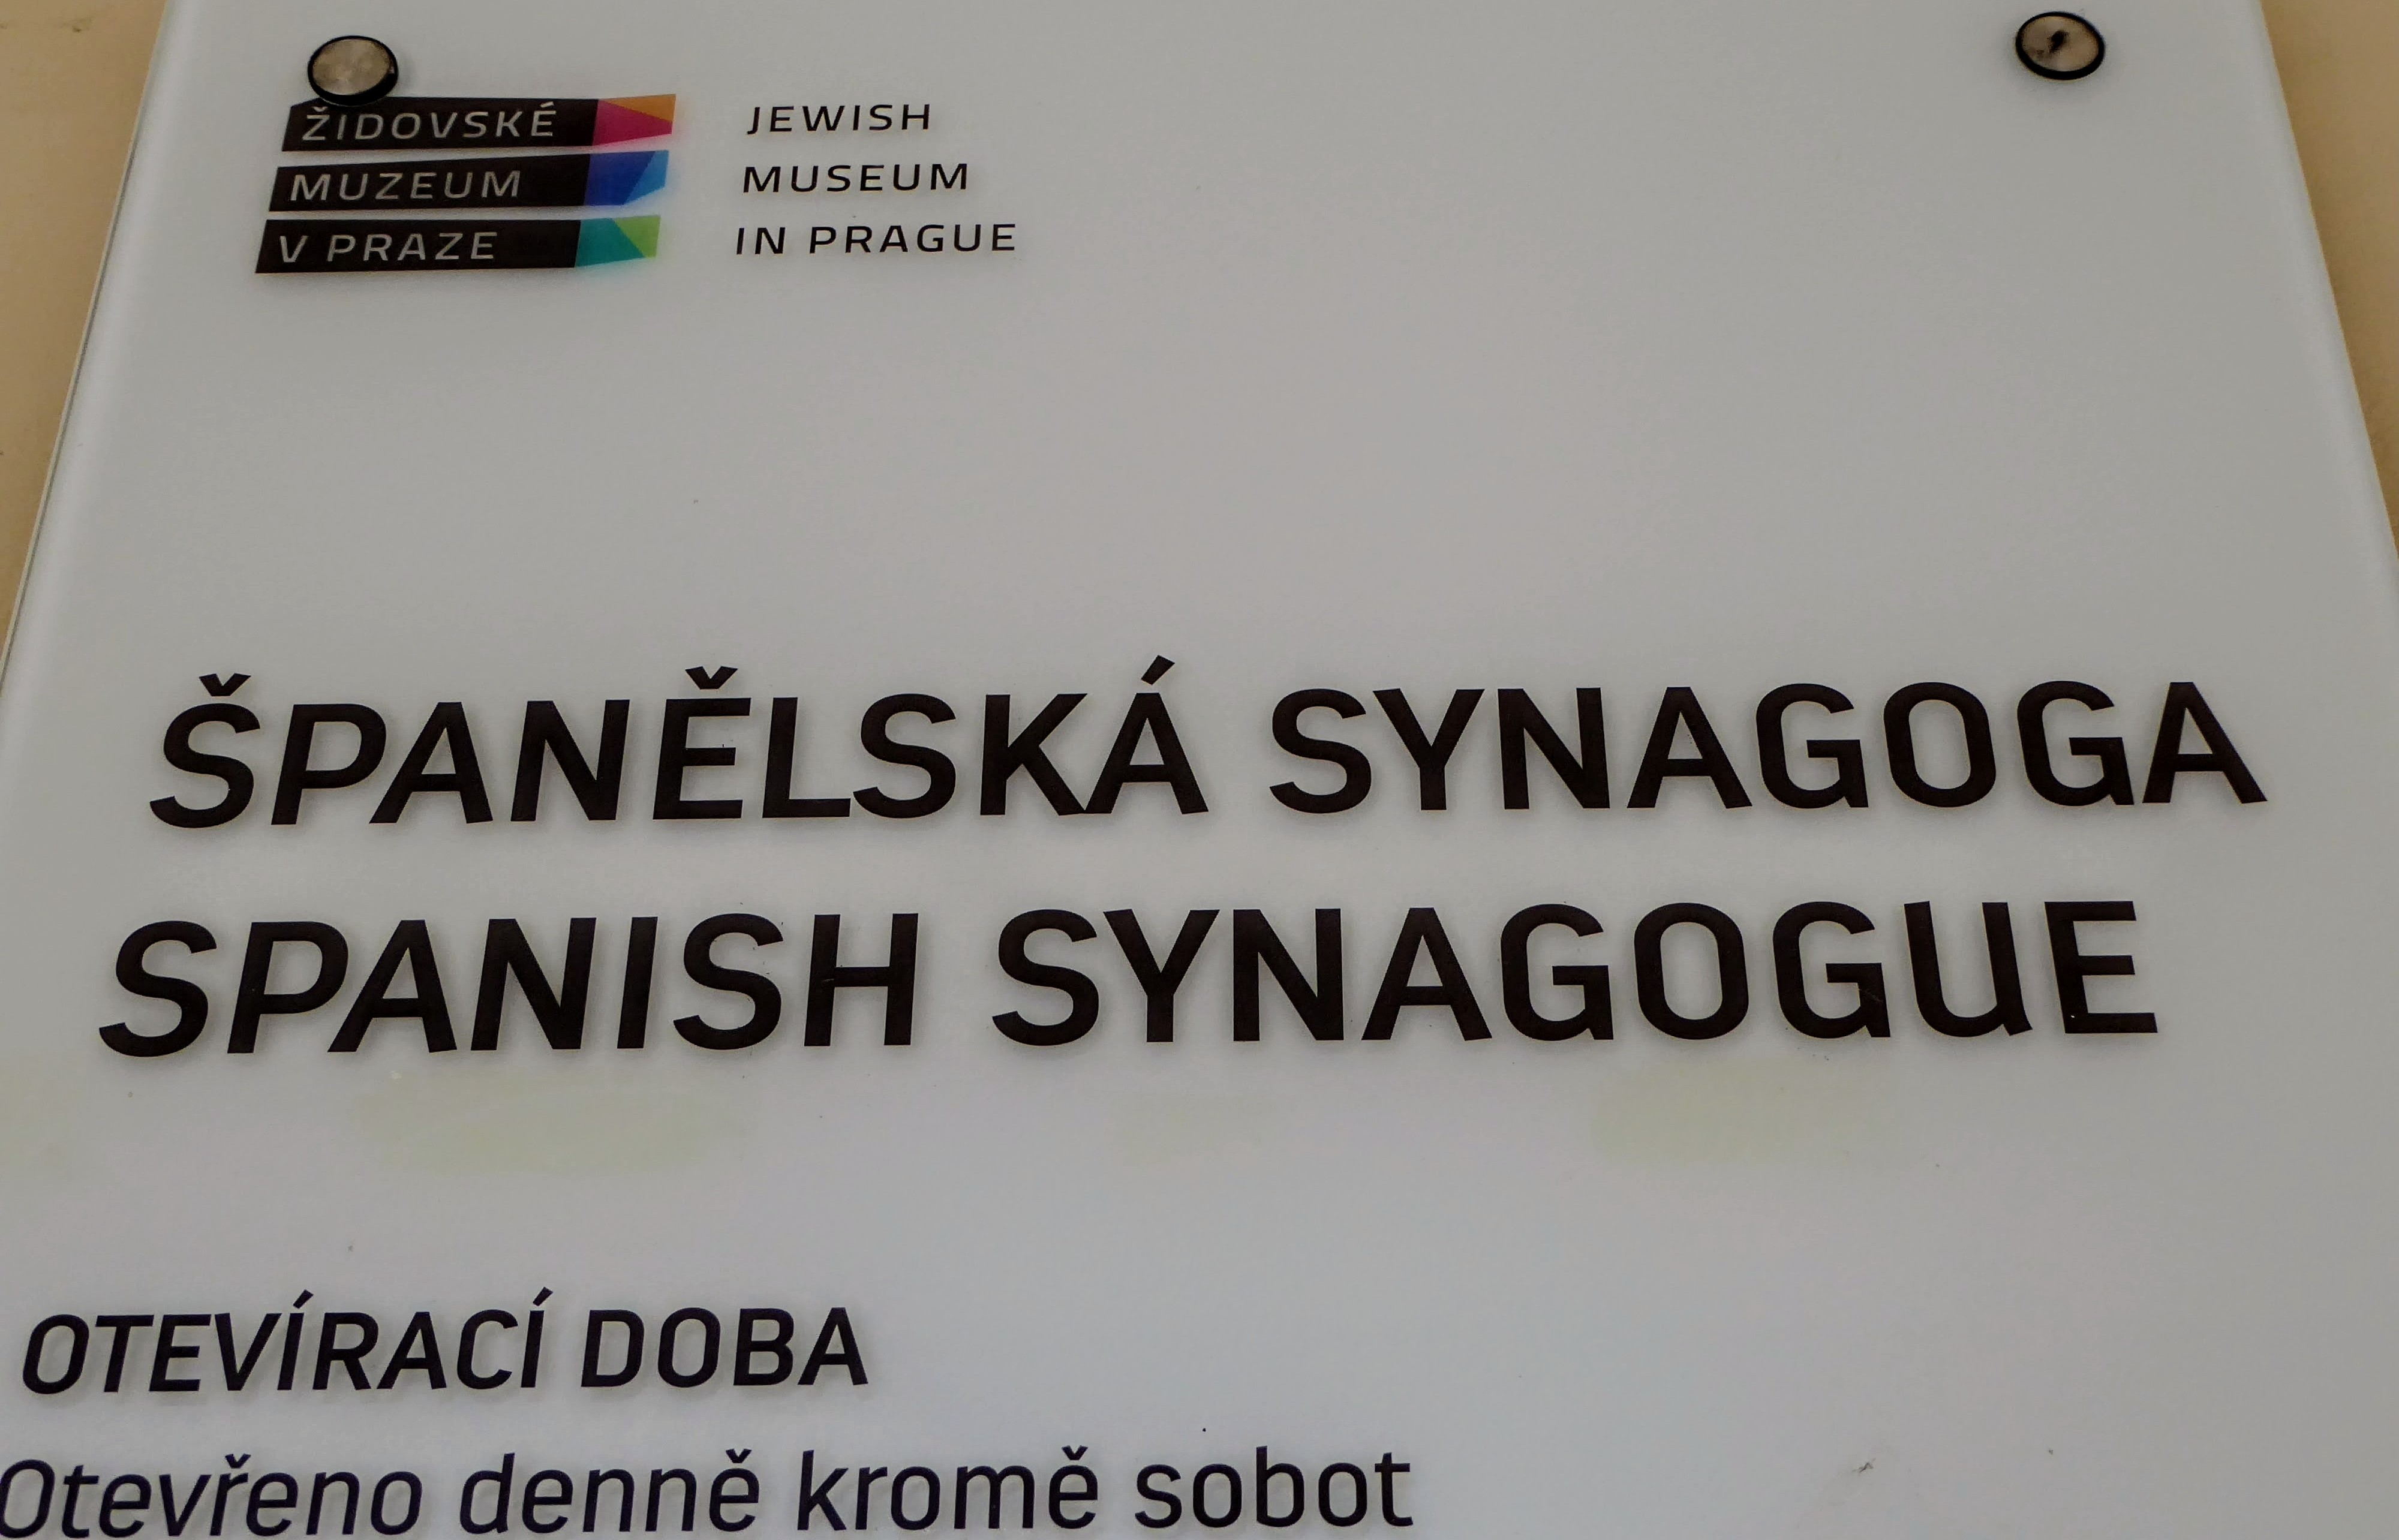 ŽIDOVSKÉ
MUZEUM
V PRAZE
JEWISH
MUSEUM
IN PRAGUE
ŠPANĚLSKÁ SYNAGOGA
SPANISH SYNAGOGUE
OTEVÍRACÍ DOBA
Otevřeno denně kromě sobot